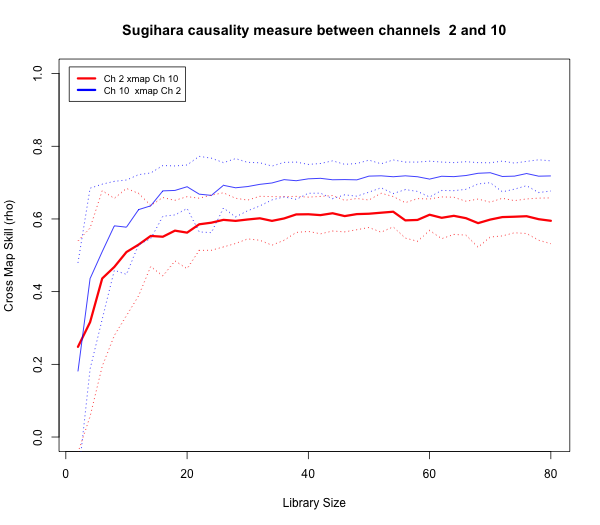 Sugihara causality measure between channels  2 and 10
Ch 2 xmap Ch 10
Ch 10  xmap Ch 2
Cross Map Skill (rho)
1.0
0.8
0.6
0.4
0.2
0.0
0
20
40
60
80
Library Size